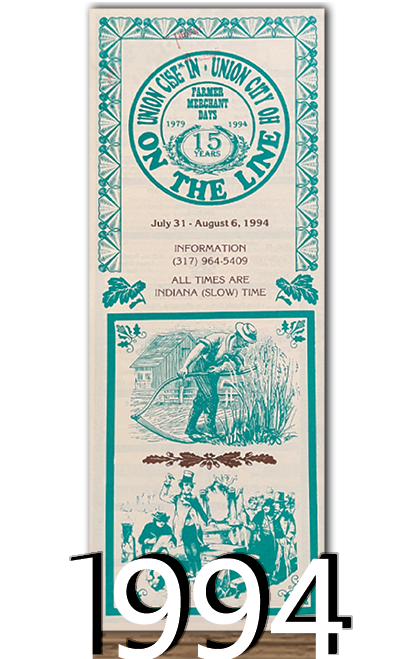 UNION CITY IN · UNION CITY OH
FARMER
MERCHANT
DAYS
1979 1994
15
YEARS
ON THE LINE
July 31 - August 6, 1994
INFORMATION
(317) 964-5409
ALL TIMES ARE
INDIANA (SLOW) TIME
1994